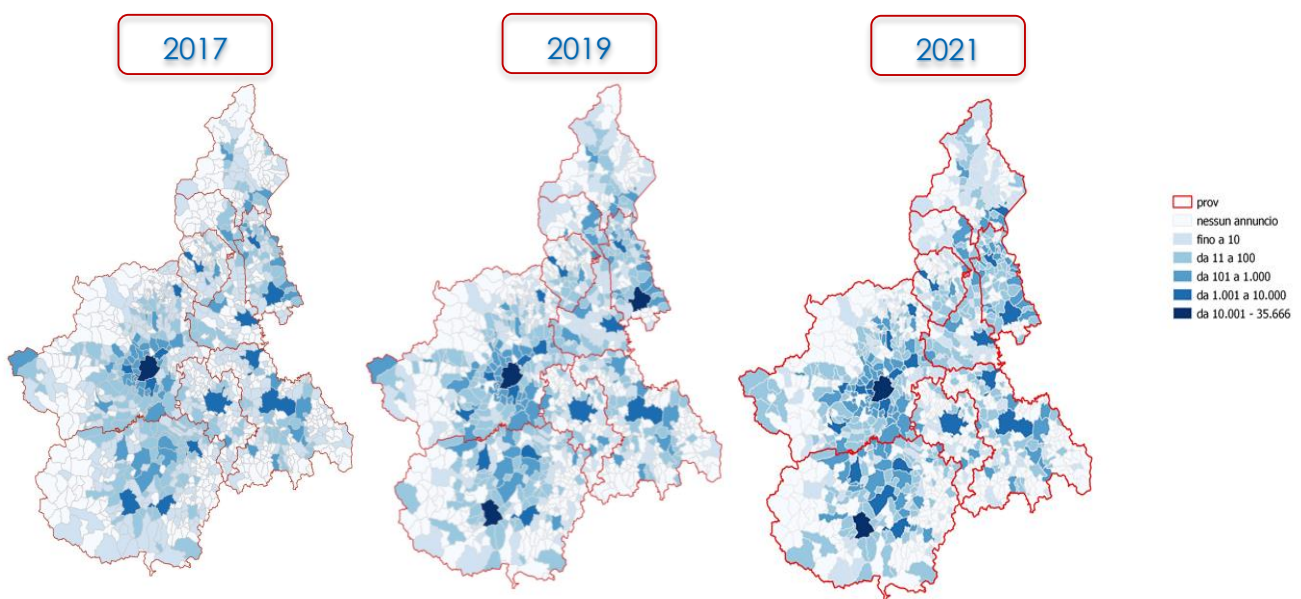 2017
2019
2021
prov
nessun annuncio
fino a 10
da 11 a 100
da 101 a 1.000
da 1.001 a 10.000
da 10.001 - 35.666